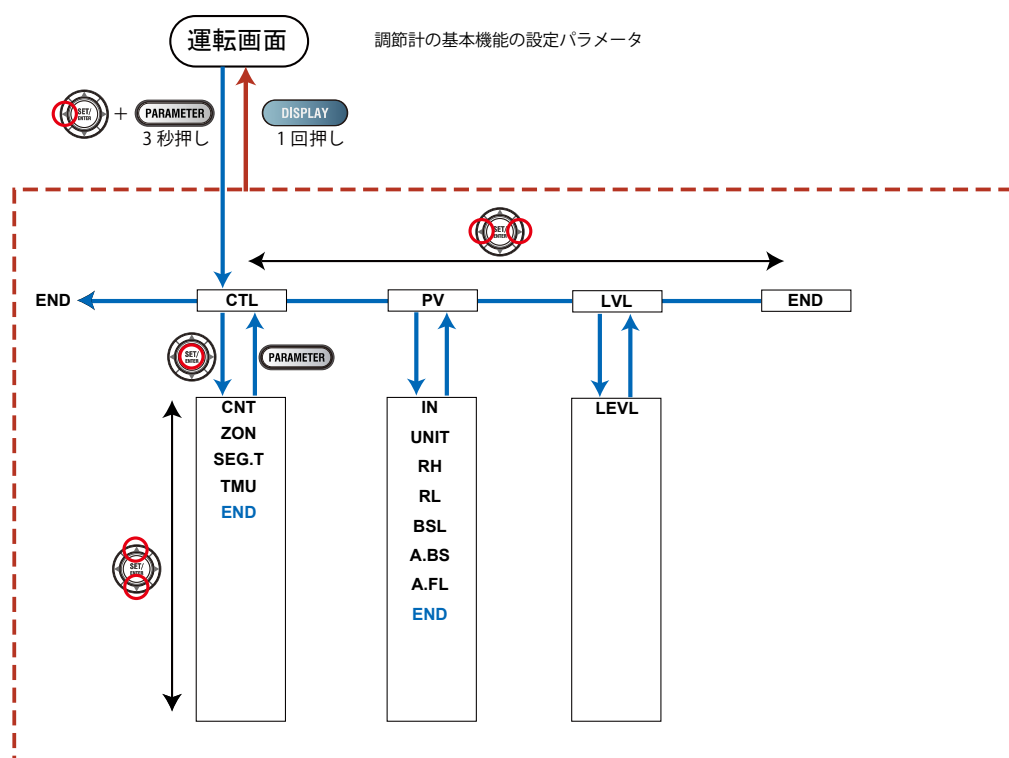 運転画面
調節計の基本機能の設定パラメータ
SET/
ENTER
+
PARAMETER
3 秒押し
DISPLAY
1 回押し
SET/
ENTER
END
CTL
PV
LVL
END
SET/
ENTER
PARAMETER
CNT
ZON
SEG.T
TMU
END
IN
UNIT
RH
RL
BSL
A.BS
A.FL
END
LEVL
SET/
ENTER